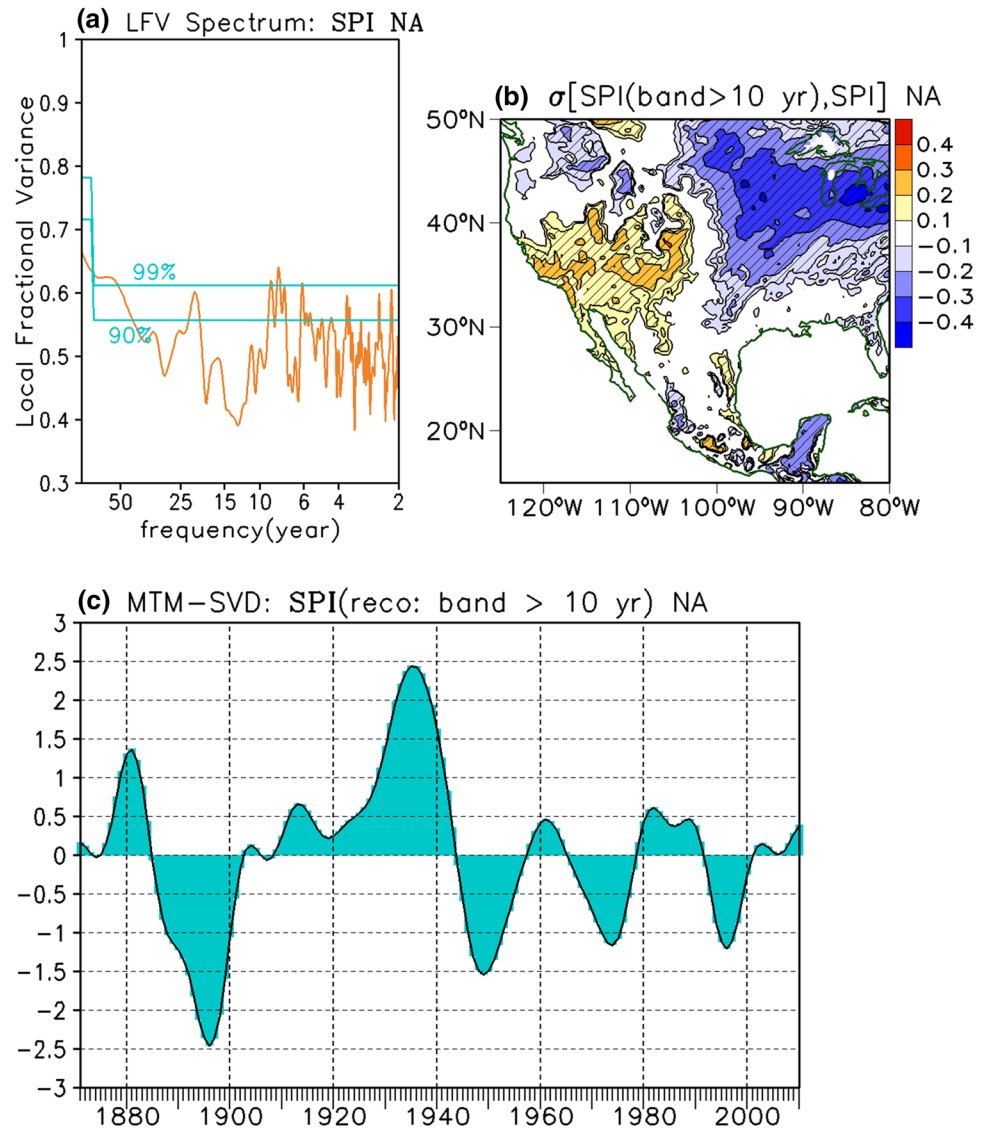 (a) LFV Spectrum: SPI NA
Local Fractional Variance
1
0.9
0.8
0.7
0.6
0.5
0.4
0.3
99%
90%
50 25 15 10 6 4 2
frequency(year)
(b) σ[SPI(band>10 yr),SPI] NA
50°N
40°N
30°N
20°N
120°W 110°W 100°W 90°W 80°W
0.4
0.3
0.2
0.1
−0.1
−0.2
−0.3
−0.4
(c) MTM−SVD: SPI(reco: band > 10 yr) NA
3
2.5
2
1.5
1
0.5
0
−0.5
−1
−1.5
−2
−2.5
−3
1880 1900 1920 1940 1960 1980 2000